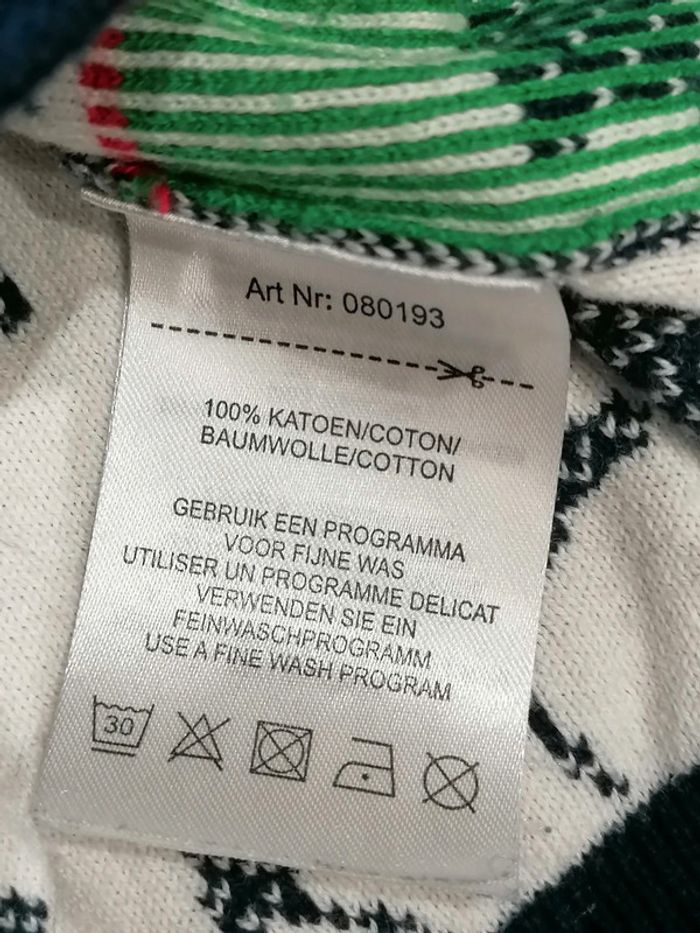 Art Nr: 080193
100% KATOEN/COTON/
BAUMWOLLE/COTTON
GEBRUIK EEN PROGRAMMA
VOOR FIJNE WAS
UTILISER UN PROGRAMME DELICAT
VERWENDEN SIE EIN
FEINWASCHPROGRAMM
USE A FINE WASH PROGRAM
30